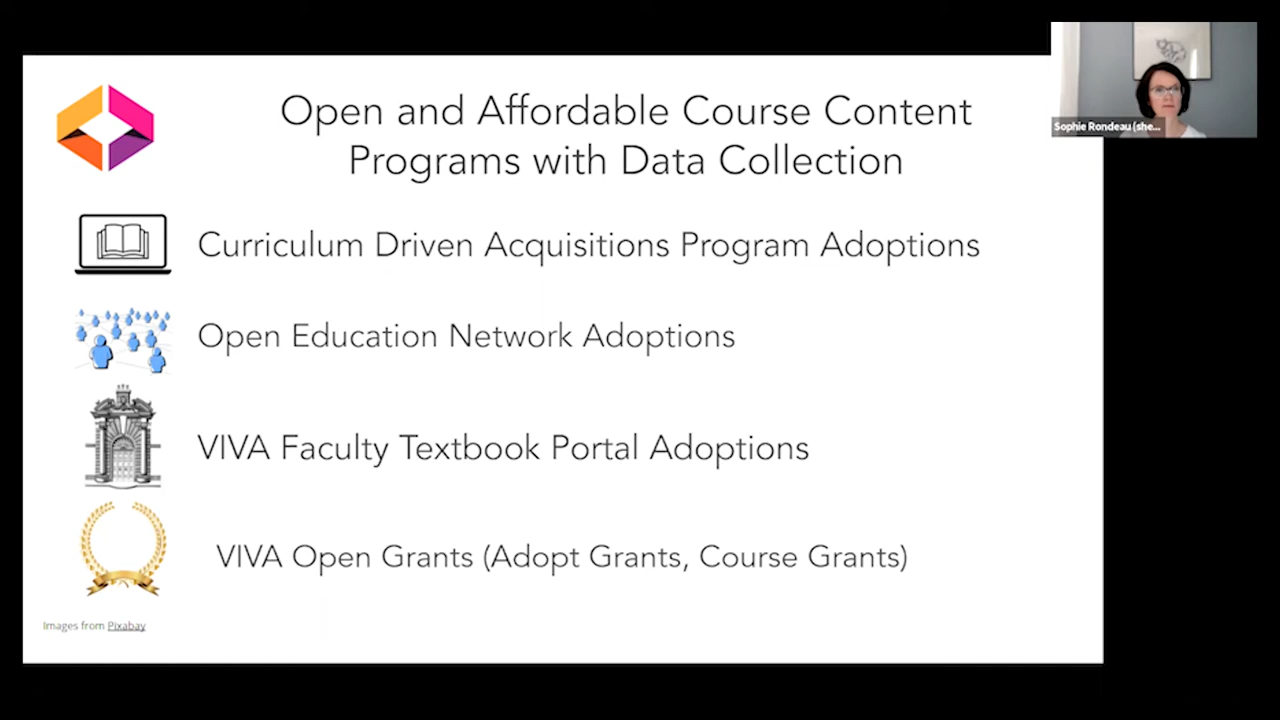 Open and Affordable Course Content
Programs with Data Collection
Sophie Rondeau (she...
Curriculum Driven Acquisitions Program Adoptions
Open Education Network Adoptions
VIVA Faculty Textbook Portal Adoptions
VIVA Open Grants (Adopt Grants, Course Grants)
Images from Pixabay